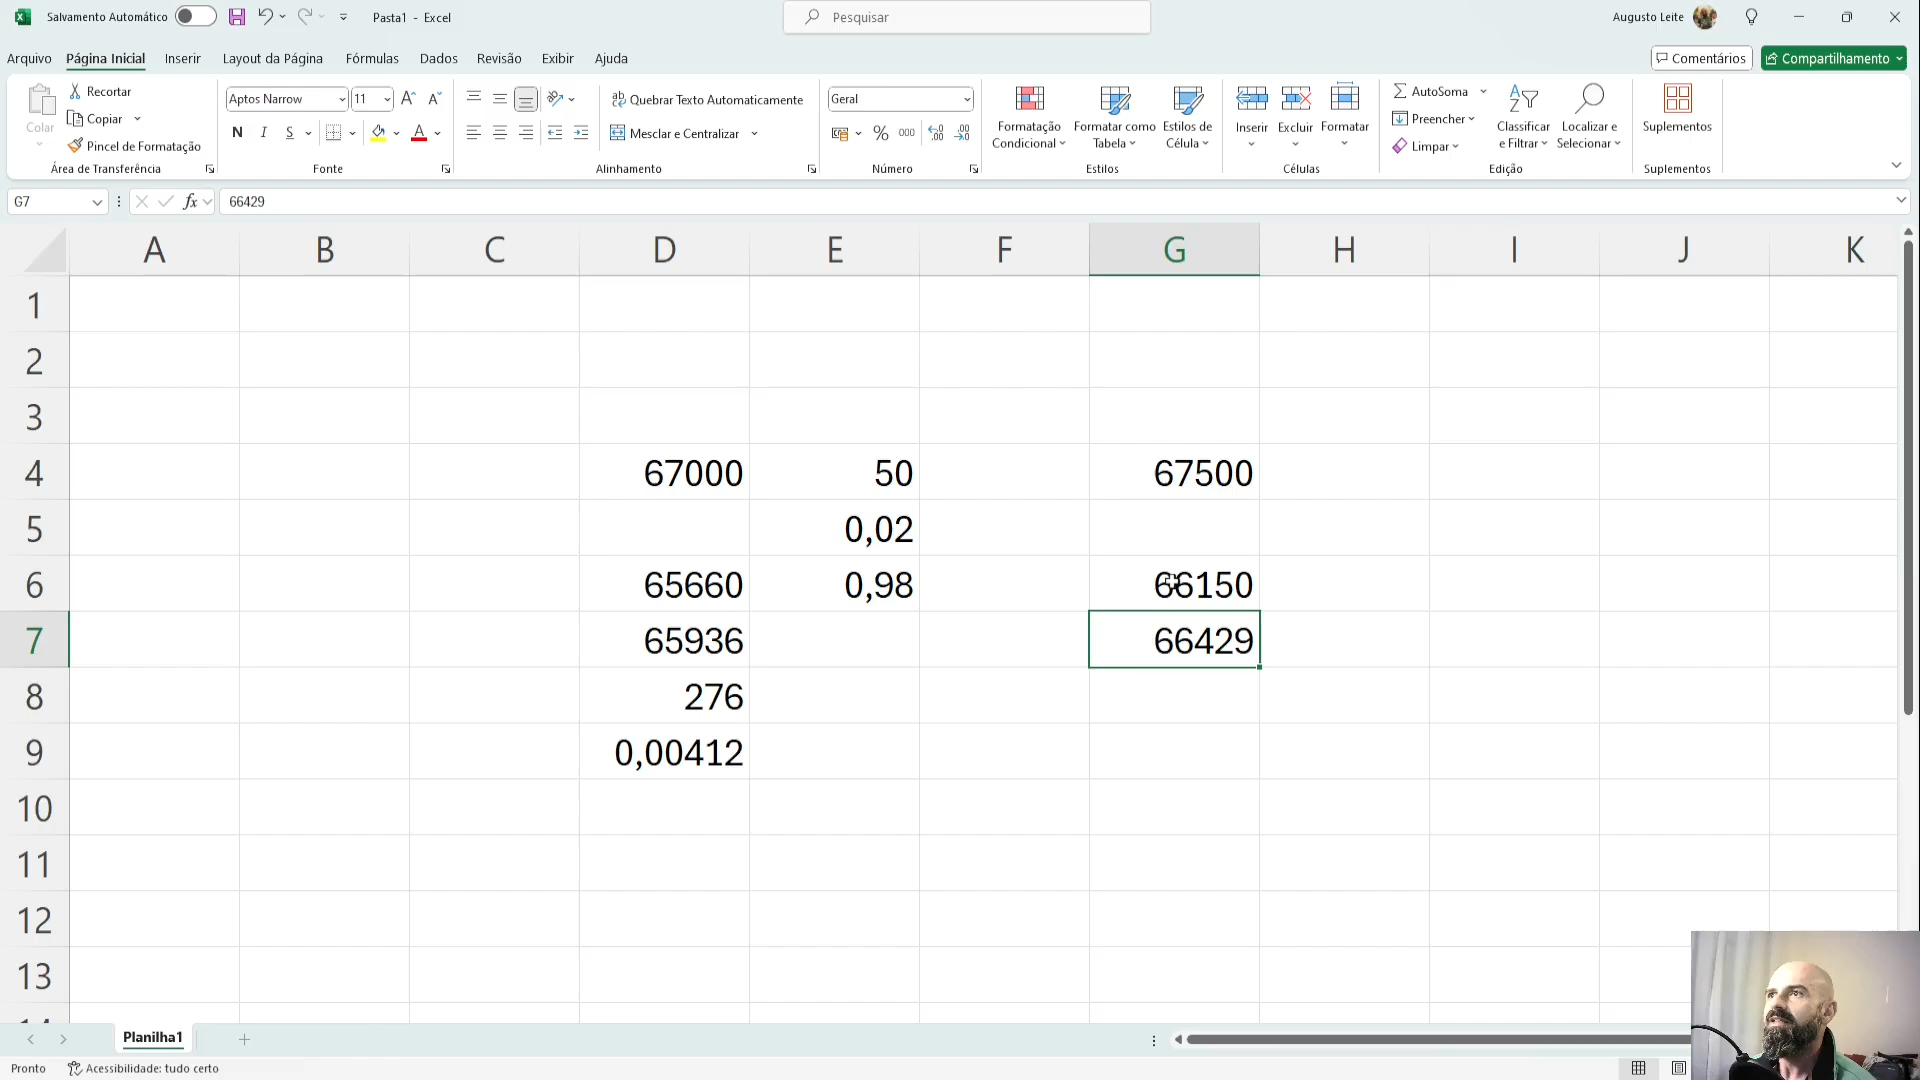 Salvamento Automático
Pasta1 - Excel
Pesquisar
Augusto Leite
Arquivo Página Inicial Inserir Layout da Página Fórmulas Dados Revisão Exibir Ajuda
Comentários Compartilhamento
Colar
Recortar
Copiar
Pincel de Formatação
Área de Transferência
Aptos Narrow 11
N I S
Fonte
Quebrar Texto Automaticamente
Mesclar e Centralizar
Alinhamento
Geral
% 000
Número
Formatação Condicional
Formatar como Tabela
Estilos de Célula
Estilos
Inserir Excluir Formatar
Células
AutoSoma
Preencher
Limpar
Classificar e Filtrar
Localizar e Selecionar
Edição
Suplementos
Suplementos
G7 fx 66429
A B C D E F G H I J K
1
2
3
4 67000 50 67500
5 0,02
6 65660 0,98 66150
7 65936 66429
8 276
9 0,00412
10
11
12
13
Planilha1
Pronto Acessibilidade: tudo certo